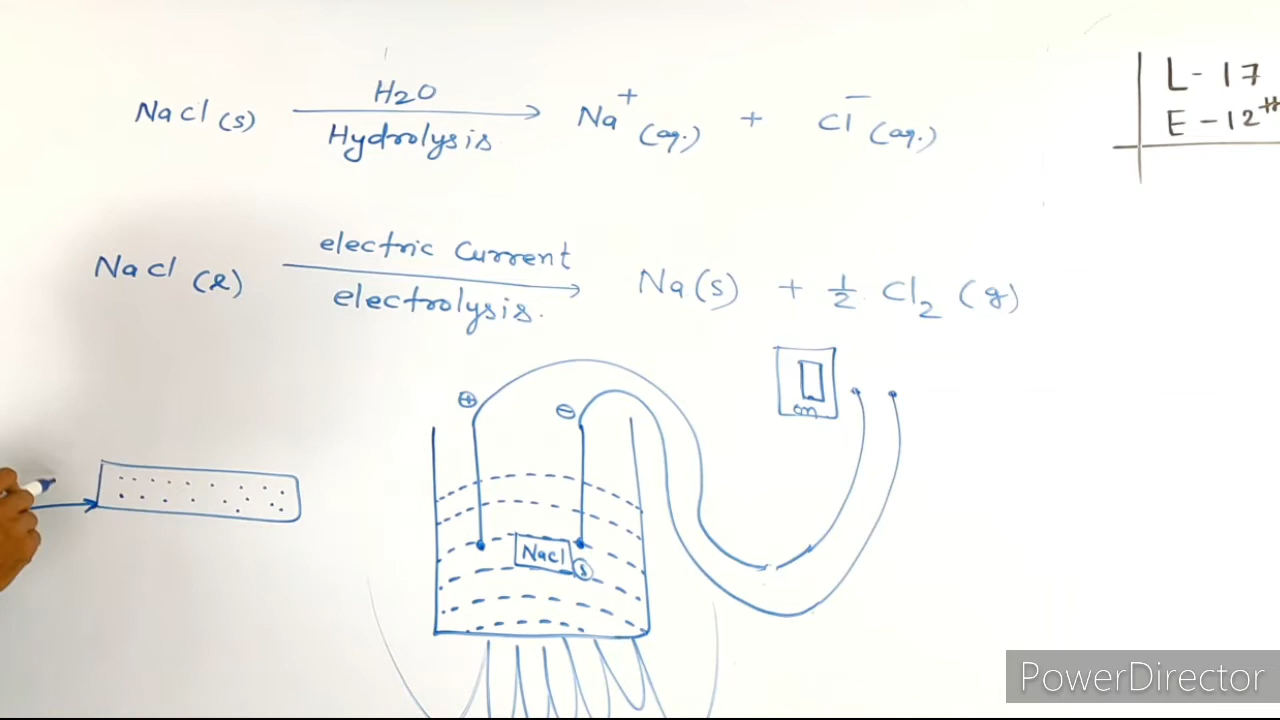 L- 17
E -12th
H2O
NaCl (s) → Na+ (aq.) + Cl– (aq.)
Hydrolysis
electric Current
NaCl (l) → Na(s) + 1/2 Cl2 (g)
electrolysis.
on
⊕ ⊖
NaCl (s)
PowerDirector